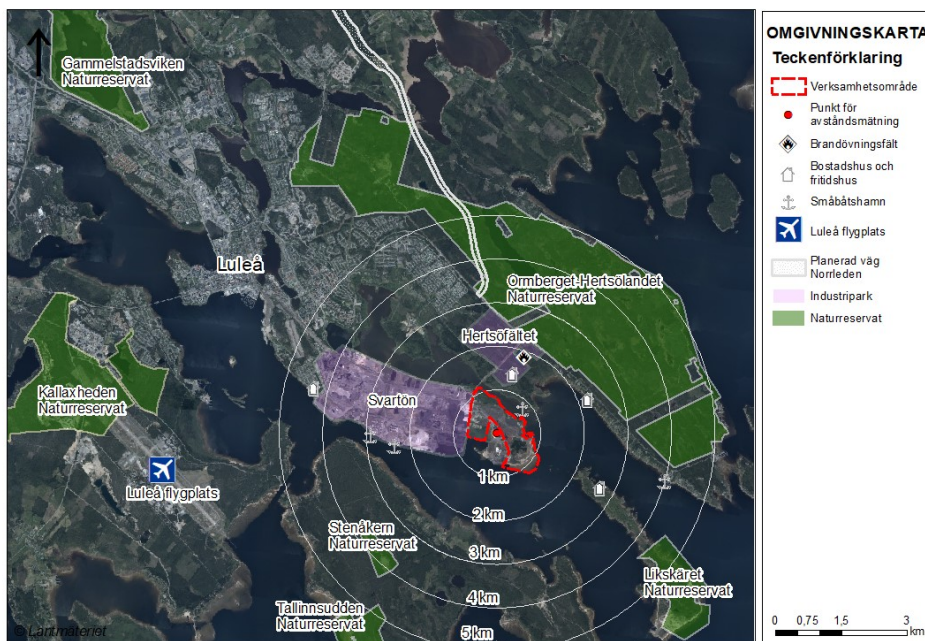 Gammelstadsviken
Naturreservat
Luleå
Ormberget-Hertsölandet
Naturreservat
Hertsöfältet
Kallaxheden
Naturreservat
Svartön
Luleå flygplats
1 km
2 km
3 km
4 km
5 km
Stenåkern
Naturreservat
Tallinnsudden
Naturreservat
Likskäret
Naturreservat
© Lantmäteriet
OMGIVNINGSKARTA
Teckenförklaring
Verksamhetsområde
Punkt för
avståndsmätning
Brandövningsfält
Bostadshus och
fritidshus
Småbåtshamn
Luleå flygplats
Planerad väg
Norrleden
Industripark
Naturreservat
0 0,75 1,5 3
km